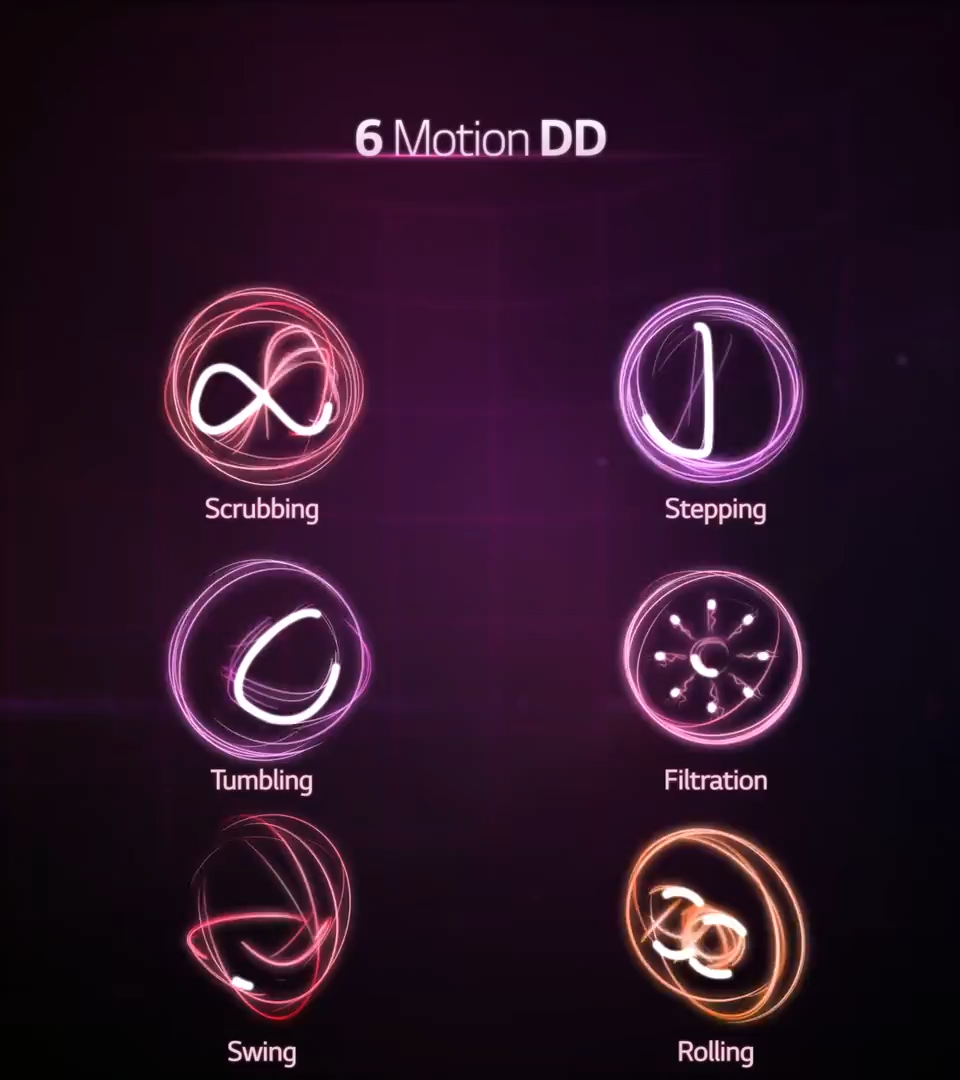 6 Motion DD
Scrubbing
Stepping
Tumbling
Filtration
Swing
Rolling